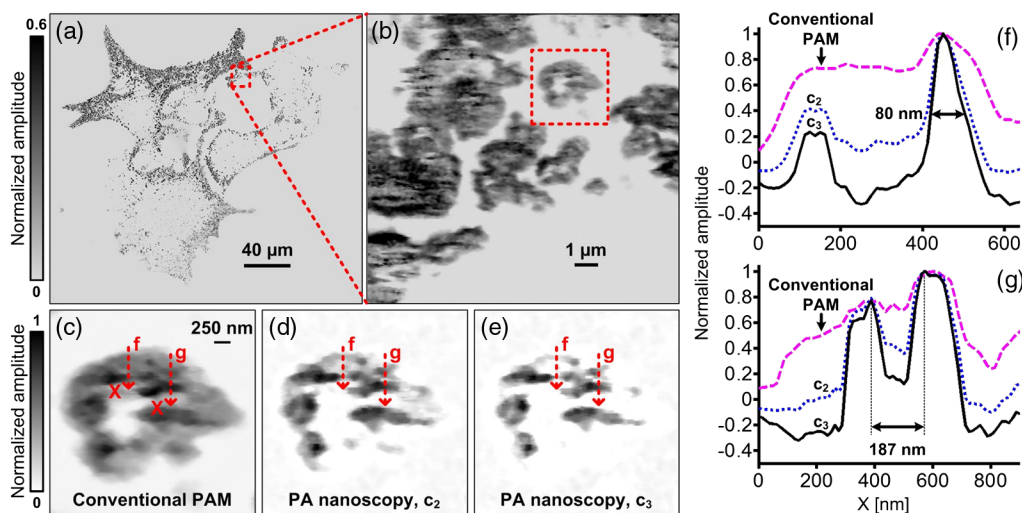 0.6
Normalized amplitude
0
(a)
40 µm
(b)
1 µm
1
Normalized amplitude
0
(c)
250 nm
f
g
X
X
Conventional PAM
(d)
f
g
PA nanoscopy, c2
(e)
f
g
PA nanoscopy, c3
Normalized amplitude
Conventional
PAM
(f)
1
0.8
0.6
0.4
0.2
0
-0.2
-0.4
c2
c3
80 nm
0 200 400 600
Conventional
PAM
(g)
1
0.8
0.6
0.4
0.2
0
-0.2
-0.4
c2
c3
187 nm
0 200 400 600 800
X [nm]